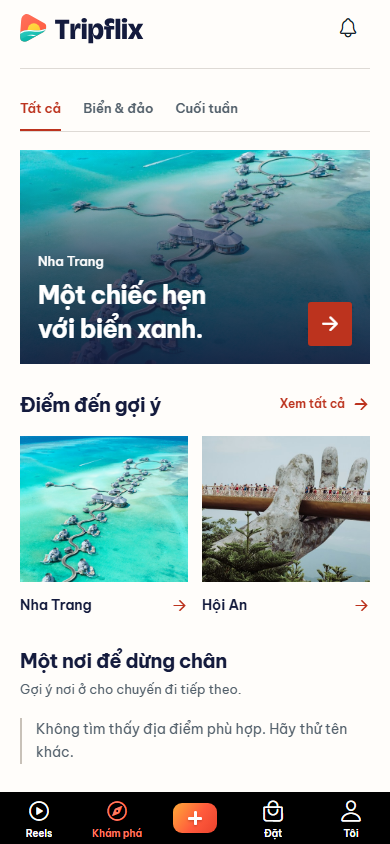 Tripflix
Tất cả
Biển & đảo
Cuối tuần
Nha Trang
Một chiếc hẹn
với biển xanh.
Điểm đến gợi ý
Xem tất cả
Nha Trang
Hội An
Một nơi để dừng chân
Gợi ý nơi ở cho chuyến đi tiếp theo.
Không tìm thấy địa điểm phù hợp. Hãy thử tên
khác.
Reels
Khám phá
Đặt
Tôi